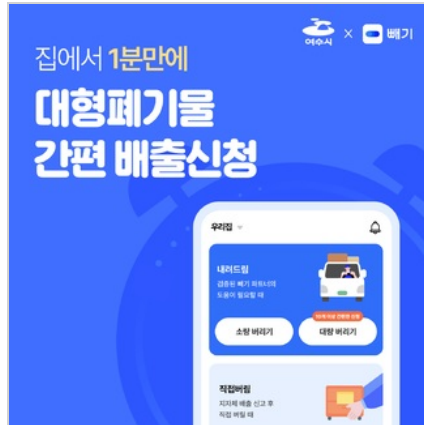 여수시 × 빼기
집에서 1분만에
대형폐기물
간편 배출신청
우리집
내려드림
검증된 빼기 파트너의
도움이 필요할 때
소량 버리기
대량 버리기
직접버림
지자체 배출 신고 후
직접 버릴 때